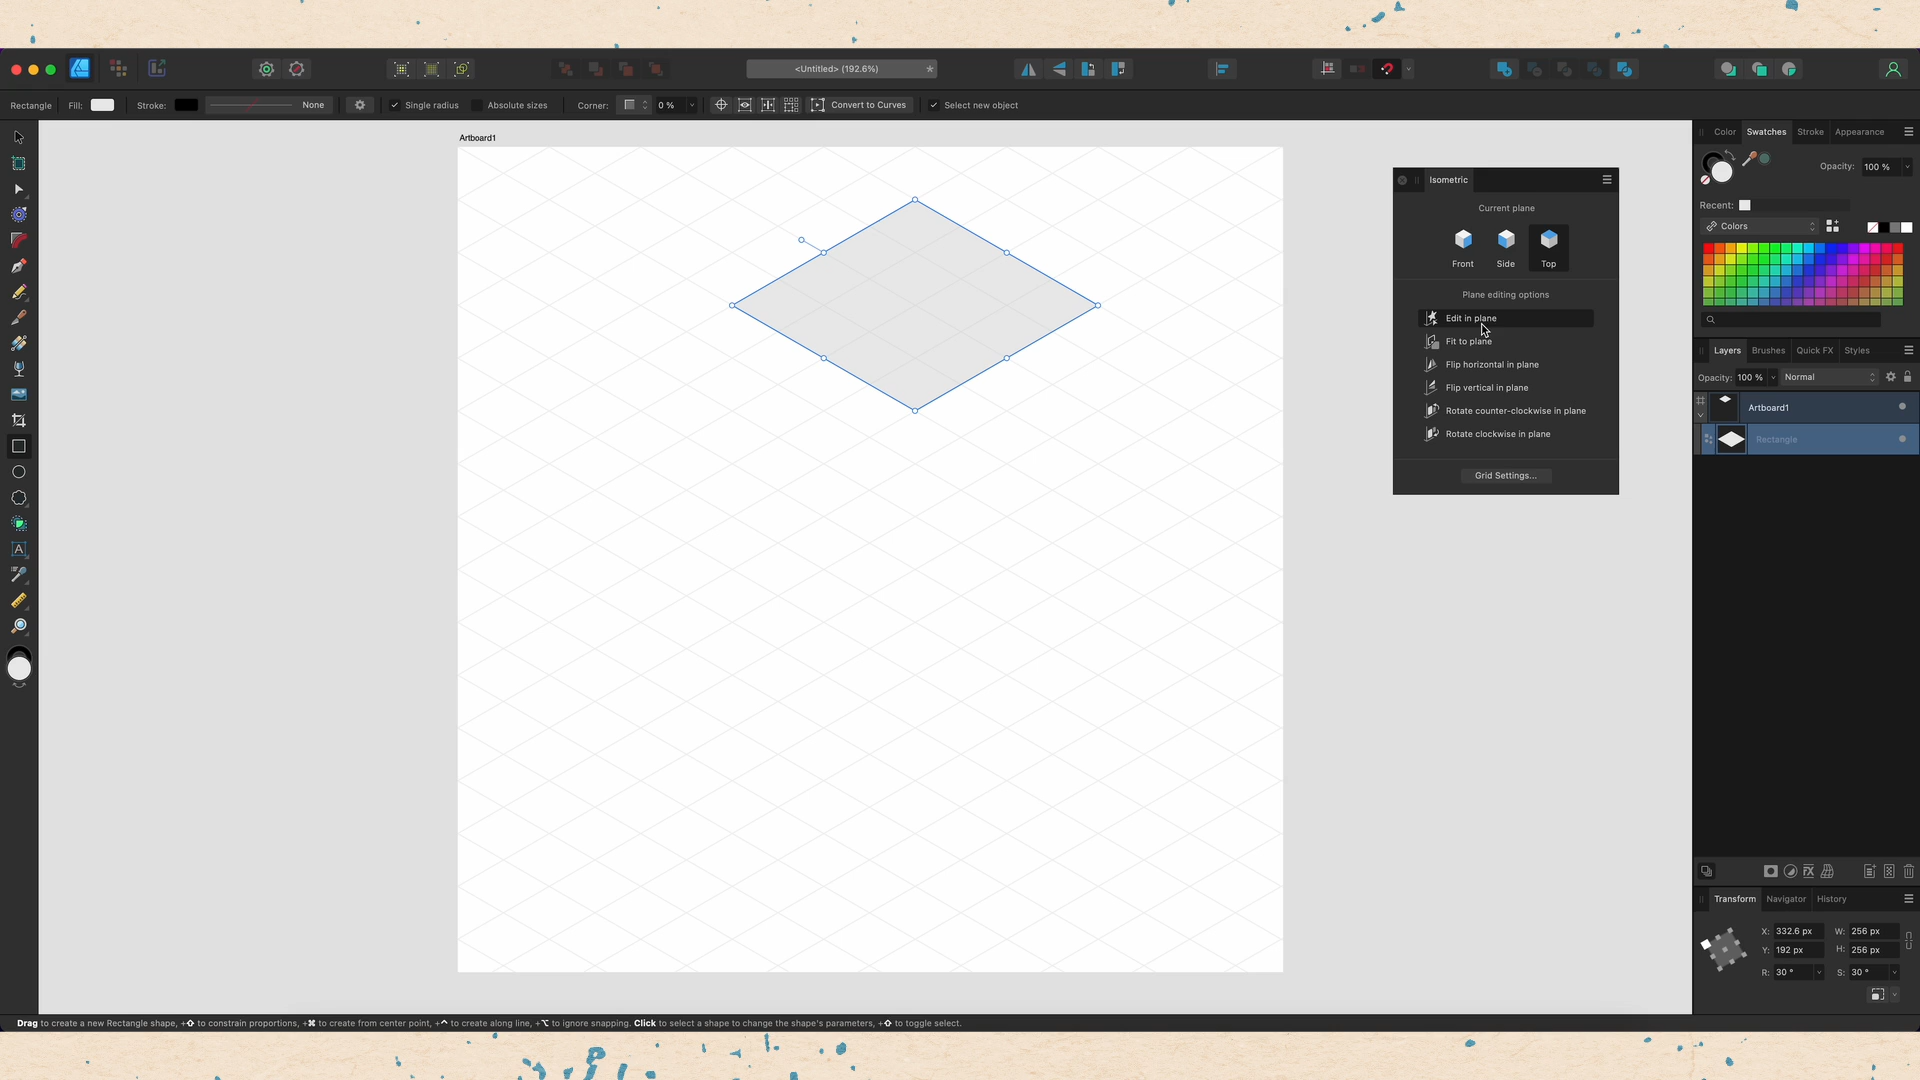 <Untitled> (192.6%)
*
Rectangle Fill: Stroke: None Single radius Absolute sizes Corner: 0 % Convert to Curves Select new object
Artboard1
Isometric
Current plane
Front Side Top
Plane editing options
Edit in plane
Fit to plane
Flip horizontal in plane
Flip vertical in plane
Rotate counter-clockwise in plane
Rotate clockwise in plane
Grid Settings...
Color Swatches Stroke Appearance
Opacity: 100 %
Recent:
Colors
Layers Brushes Quick FX Styles
Opacity: 100 % Normal
Artboard1
Rectangle
Transform Navigator History
X: 332.6 px W: 256 px
Y: 192 px H: 256 px
R: 30 ° S: 30 °
Drag to create a new Rectangle shape, +⇧ to constrain proportions, +⌘ to create from center point, +⌃ to create along line, +⌥ to ignore snapping. Click to select a shape to change the shape's parameters, +⇧ to toggle select.